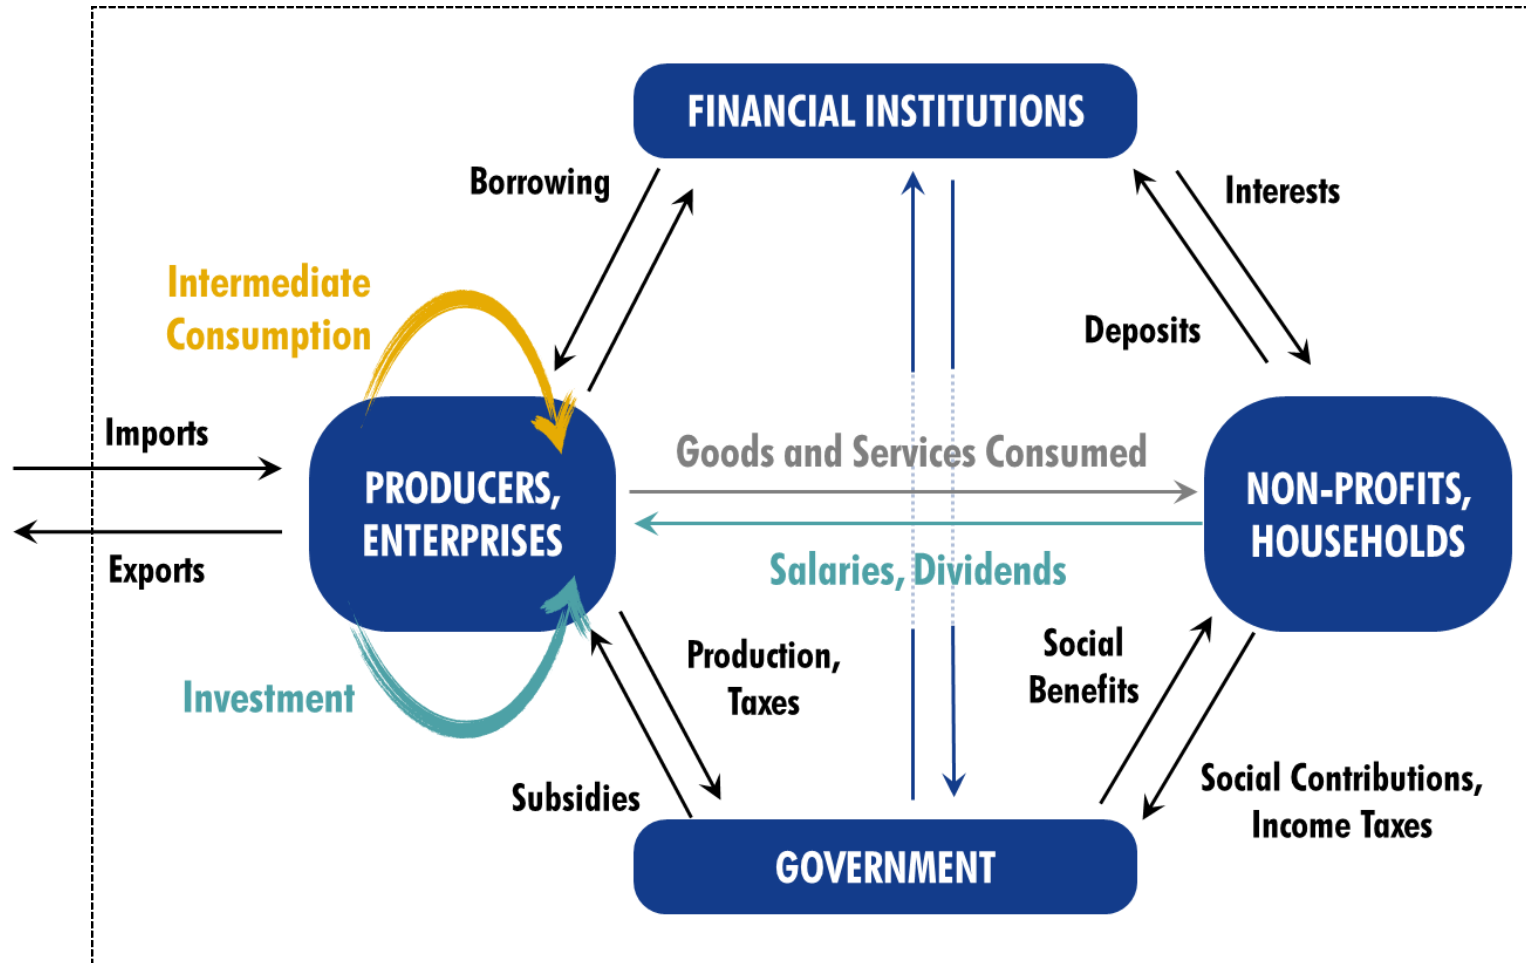 FINANCIAL INSTITUTIONS
Borrowing
Interests
Intermediate
Consumption
Deposits
Imports
Goods and Services Consumed
PRODUCERS,
ENTERPRISES
NON-PROFITS,
HOUSEHOLDS
Exports
Salaries, Dividends
Investment
Production,
Taxes
Social
Benefits
Subsidies
Social Contributions,
Income Taxes
GOVERNMENT